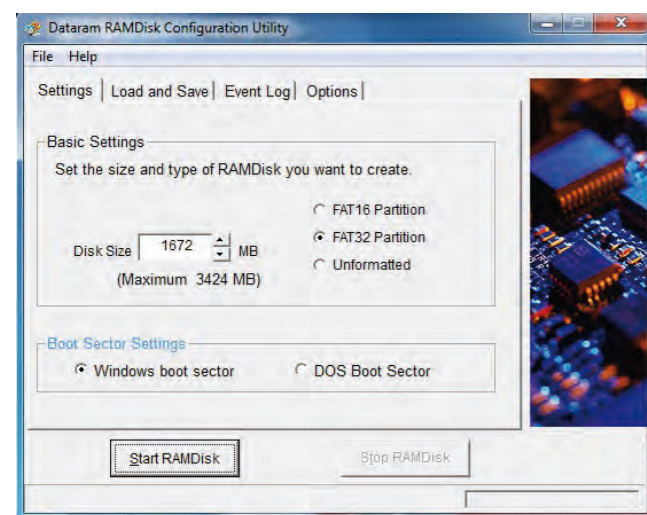 Dataram RAMDisk Configuration Utility
File Help
Settings Load and Save Event Log Options
Basic Settings
Set the size and type of RAMDisk you want to create.
FAT16 Partition
Disk Size 1672 MB
FAT32 Partition
(Maximum 3424 MB)
Unformatted
Boot Sector Settings
Windows boot sector
DOS Boot Sector
Start RAMDisk
Stop RAMDisk